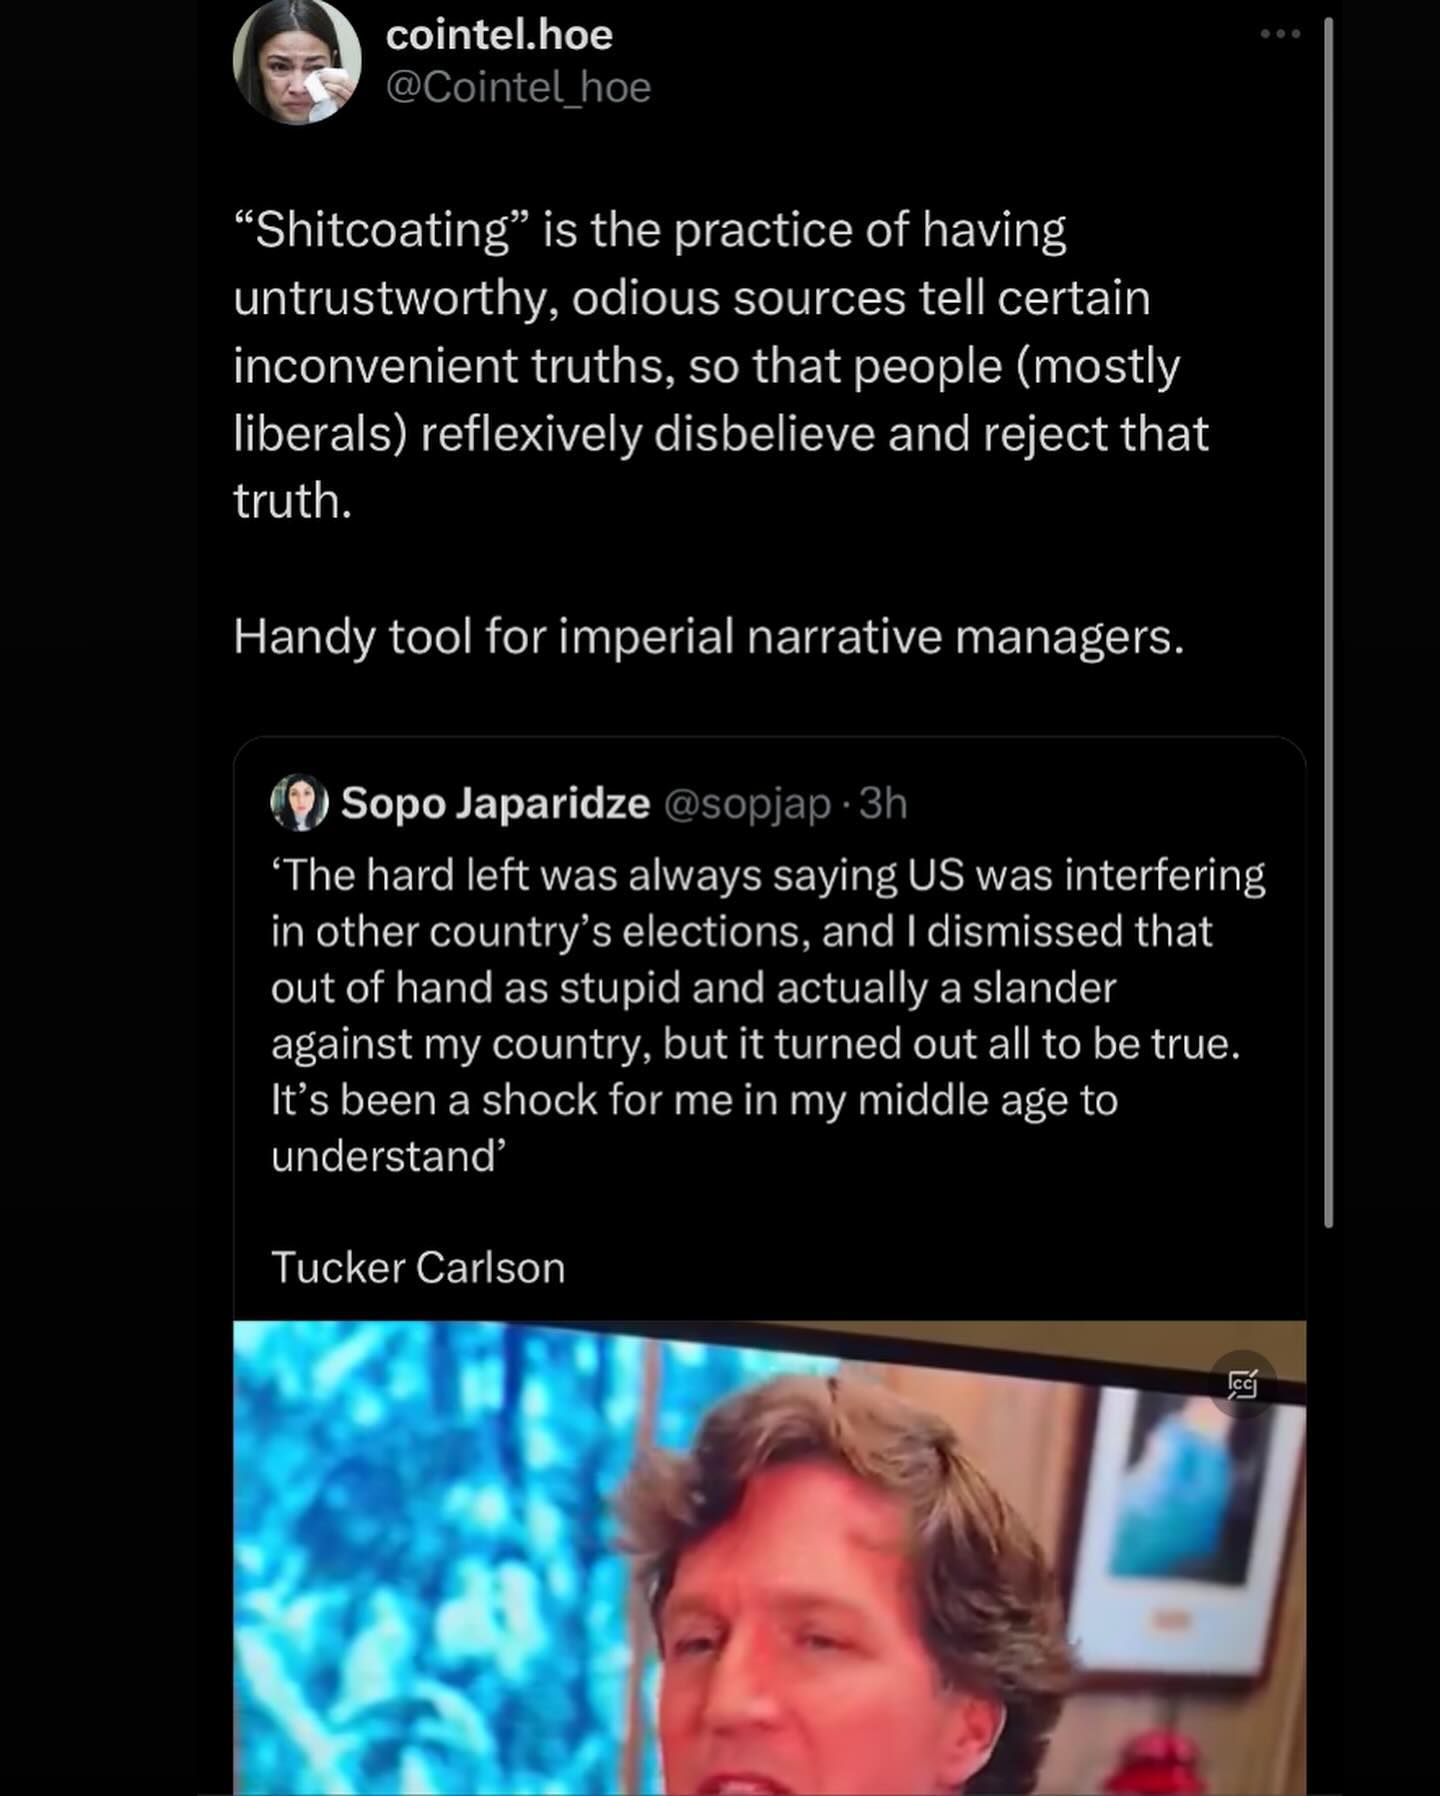 cointel.hoe
@Cointel_hoe
“Shitcoating” is the practice of having
untrustworthy, odious sources tell certain
inconvenient truths, so that people (mostly
liberals) reflexively disbelieve and reject that
truth.
Handy tool for imperial narrative managers.
Sopo Japaridze @sopjap · 3h
‘The hard left was always saying US was interfering
in other country’s elections, and I dismissed that
out of hand as stupid and actually a slander
against my country, but it turned out all to be true.
It’s been a shock for me in my middle age to
understand’
Tucker Carlson
CC